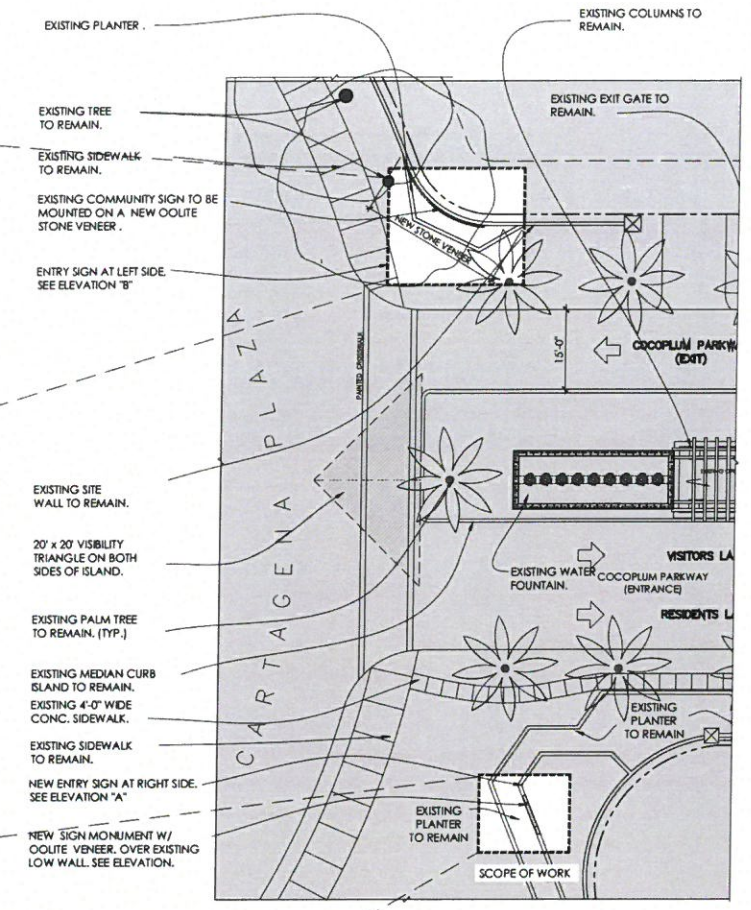 EXISTING PLANTER .
EXISTING COLUMNS TO
REMAIN.
EXISTING TREE
TO REMAIN.
EXISTING EXIT GATE TO
REMAIN.
EXISTING SIDEWALK
TO REMAIN.
EXISTING COMMUNITY SIGN TO BE
MOUNTED ON A NEW OOLITE
STONE VENEER .
NEW STONE VENEER
ENTRY SIGN AT LEFT SIDE.
SEE ELEVATION "B"
CARTAGENA PLAZA
PAINTED CROSSWALK
15'-0"
COCOPLUM PARKW
(EXIT)
EXISTING SITE
WALL TO REMAIN.
20' x 20' VISIBILITY
TRIANGLE ON BOTH
SIDES OF ISLAND.
EXISTING WATER
FOUNTAIN.
VISITORS LA
COCOPLUM PARKWAY
(ENTRANCE)
RESIDENTS L
EXISTING PALM TREE
TO REMAIN. (TYP.)
EXISTING MEDIAN CURB
ISLAND TO REMAIN.
EXISTING 4'-0" WIDE
CONC. SIDEWALK.
EXISTING SIDEWALK
TO REMAIN.
EXISTING
PLANTER
TO REMAIN
NEW ENTRY SIGN AT RIGHT SIDE.
SEE ELEVATION "A"
NEW SIGN MONUMENT W/
OOLITE VENEER. OVER EXISTING
LOW WALL. SEE ELEVATION.
EXISTING
PLANTER
TO REMAIN
SCOPE OF WORK